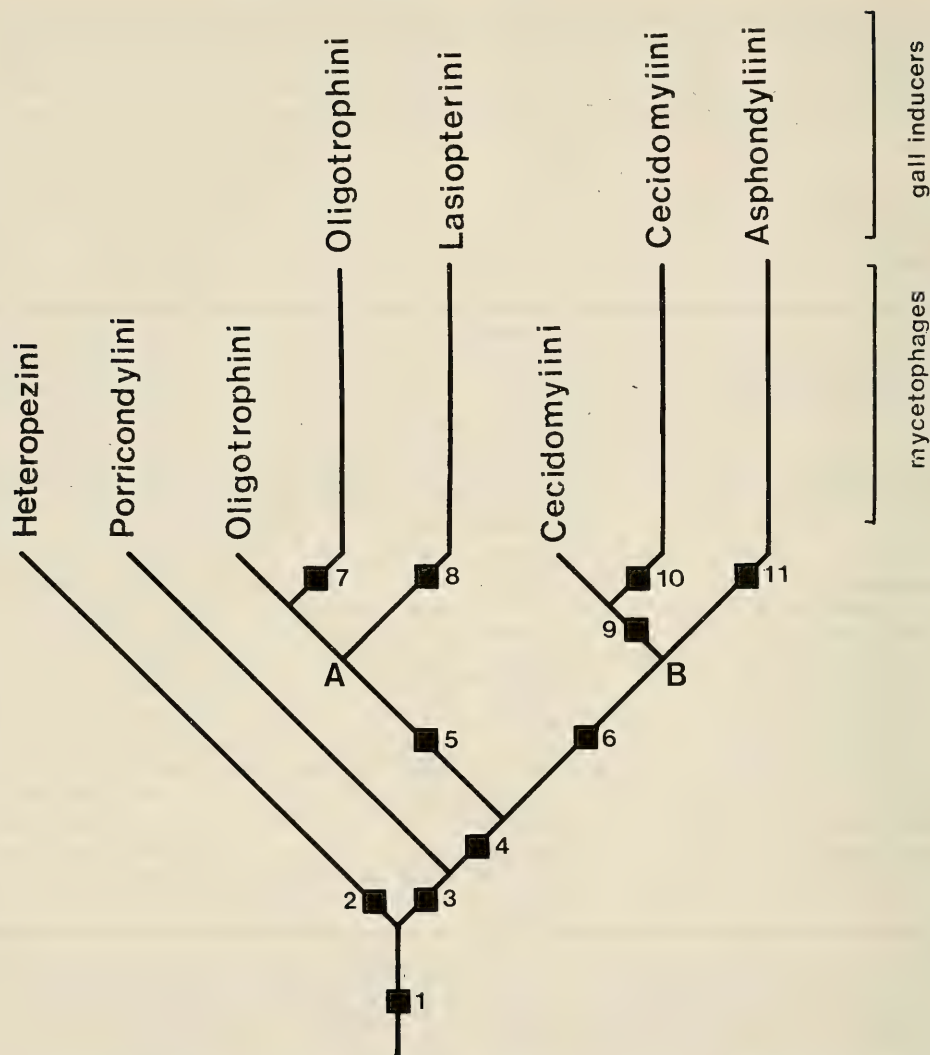 Heteropezini
Porricondylini
Oligotrophini
Oligotrophini
Lasiopterini
Cecidomyiini
Cecidomyiini
Asphondyliini
gall inducers
mycetophages
7
8
10
11
9
A
B
5
6
4
2
3
1